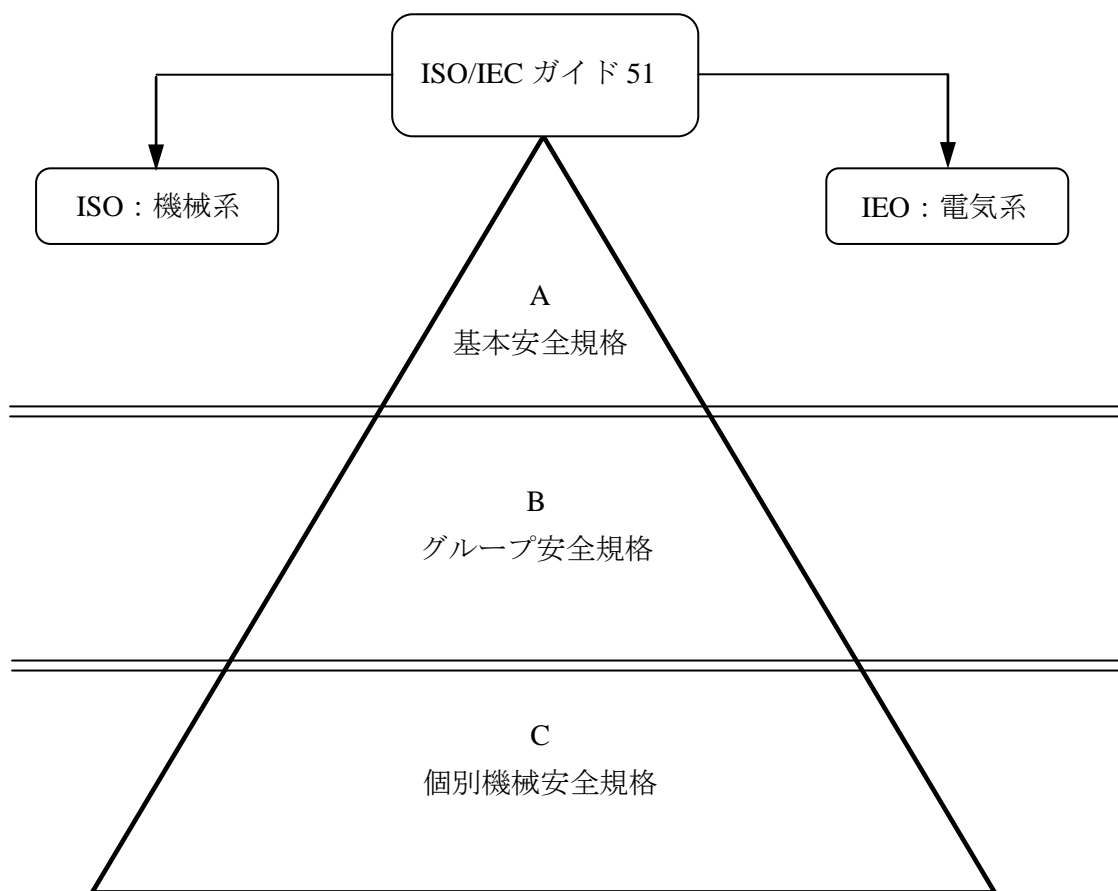 ISO/IEC ガイド 51
ISO：機械系
IEO：電気系
A
基本安全規格
B
グループ安全規格
C
個別機械安全規格